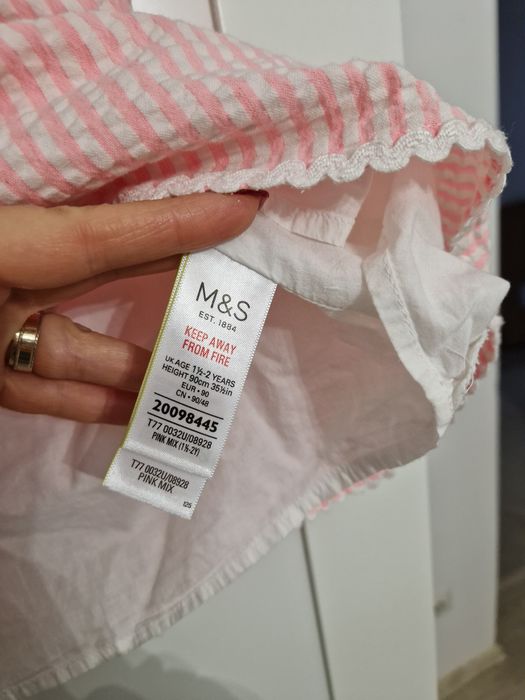 M&S
EST. 1884
KEEP AWAY
FROM FIRE
UK AGE 1½-2 YEARS
HEIGHT 90cm 35½in
EUR • 90
CN • 90/48
20098445
T77 0032U/08928
PINK MIX (1½-2Y)
T77 0032U/08928
PINK MIX